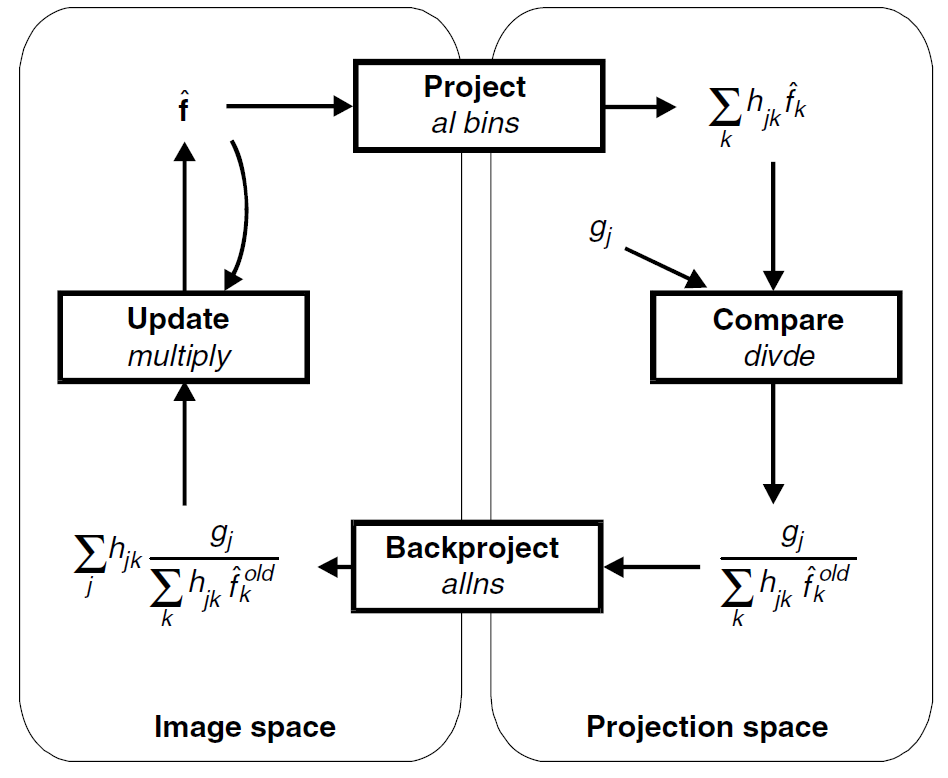 f̂
Project
al bins
∑_k h_jk f̂_k
g_j
Update
multiply
Compare
divde
∑_j h_jk g_j / ∑_k h_jk f̂_k^old
Backproject
allns
g_j / ∑_k h_jk f̂_k^old
Image space
Projection space